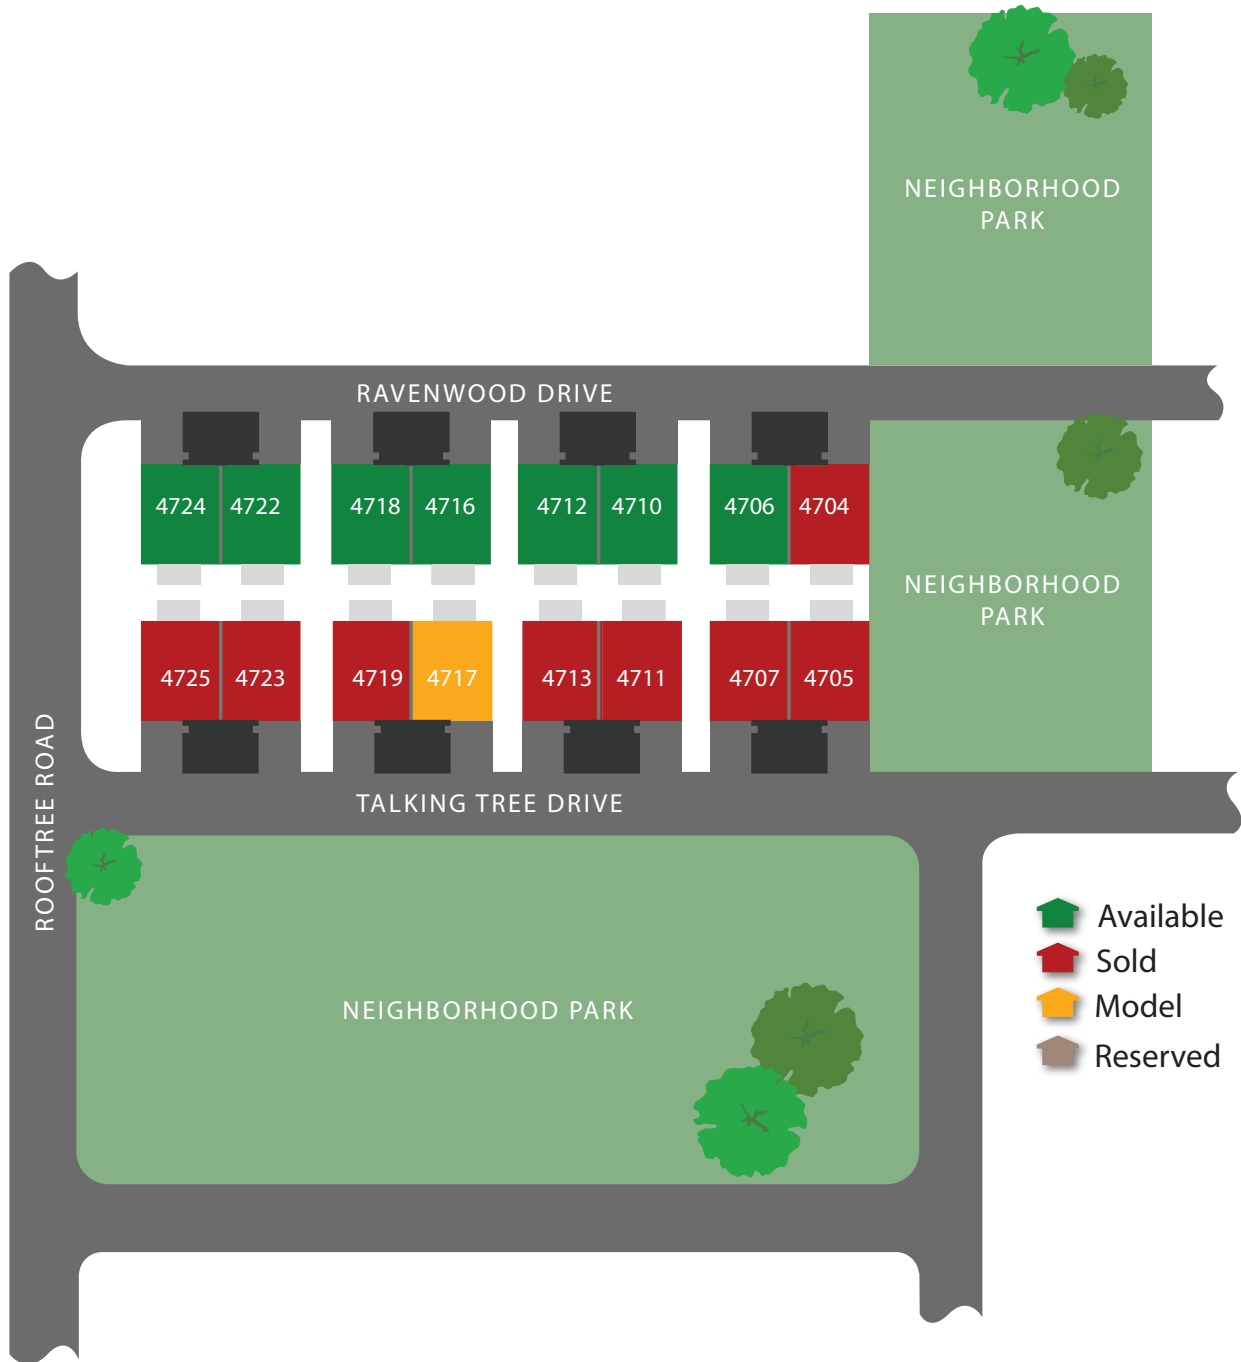 NEIGHBORHOOD
PARK
RAVENWOOD DRIVE
4724 4722 4718 4716 4712 4710 4706 4704
NEIGHBORHOOD
PARK
4725 4723 4719 4717 4713 4711 4707 4705
ROOFTREE ROAD
TALKING TREE DRIVE
NEIGHBORHOOD PARK
Available
Sold
Model
Reserved